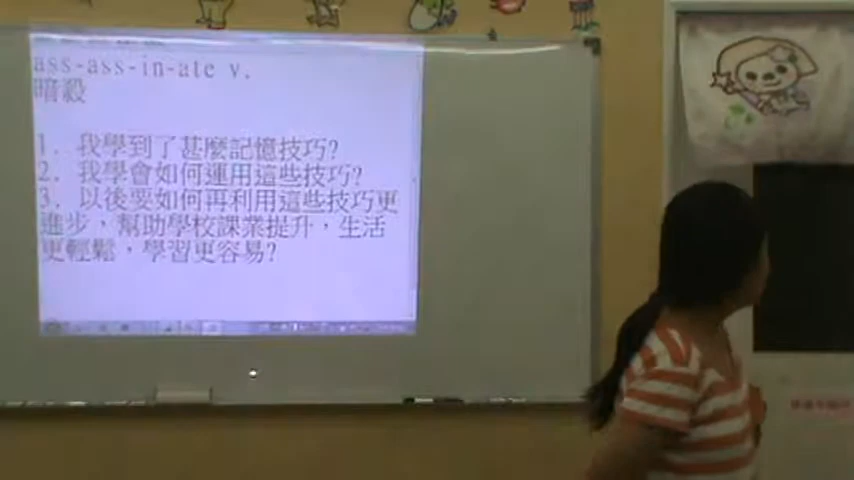 ass-ass-in-ate v.
暗殺
1. 我學到了甚麼記憶技巧?
2. 我學會如何運用這些技巧?
3. 以後要如何再利用這些技巧更
進步，幫助學校課業提升，生活
更輕鬆，學習更容易?